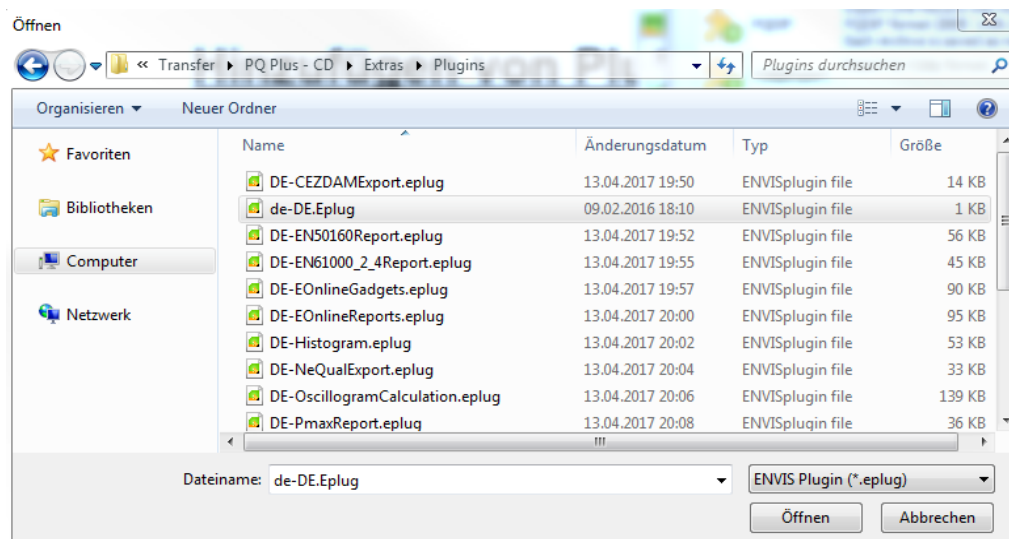 Öffnen
« Transfer PQ Plus - CD Extras Plugins Plugins durchsuchen
Organisieren Neuer Ordner
Name Änderungsdatum Typ Größe
Favoriten
Bibliotheken
Computer
Netzwerk
DE-CEZDAMExport.eplug 13.04.2017 19:50 ENVISplugin file 14 KB
de-DE.Eplug 09.02.2016 18:10 ENVISplugin file 1 KB
DE-EN50160Report.eplug 13.04.2017 19:52 ENVISplugin file 56 KB
DE-EN61000_2_4Report.eplug 13.04.2017 19:55 ENVISplugin file 45 KB
DE-EOnlineGadgets.eplug 13.04.2017 19:57 ENVISplugin file 90 KB
DE-EOnlineReports.eplug 13.04.2017 20:00 ENVISplugin file 95 KB
DE-Histogram.eplug 13.04.2017 20:02 ENVISplugin file 53 KB
DE-NeQualExport.eplug 13.04.2017 20:04 ENVISplugin file 33 KB
DE-OscillogramCalculation.eplug 13.04.2017 20:06 ENVISplugin file 139 KB
DE-PmaxReport.eplug 13.04.2017 20:08 ENVISplugin file 36 KB
Dateiname: de-DE.Eplug ENVIS Plugin (*.eplug)
Öffnen Abbrechen